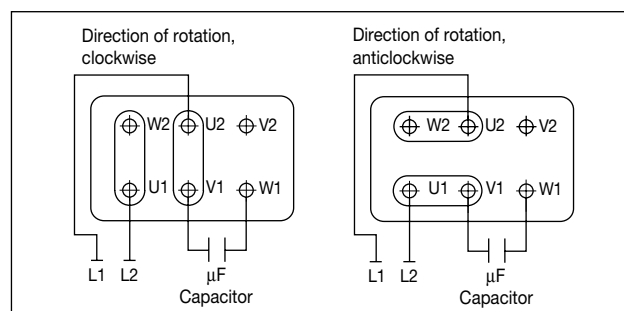 Direction of rotation,
clockwise
W2 U2 V2
U1 V1 W1
L1 L2
µF
Capacitor
Direction of rotation,
anticlockwise
W2 U2 V2
U1 V1 W1
L1 L2
µF
Capacitor